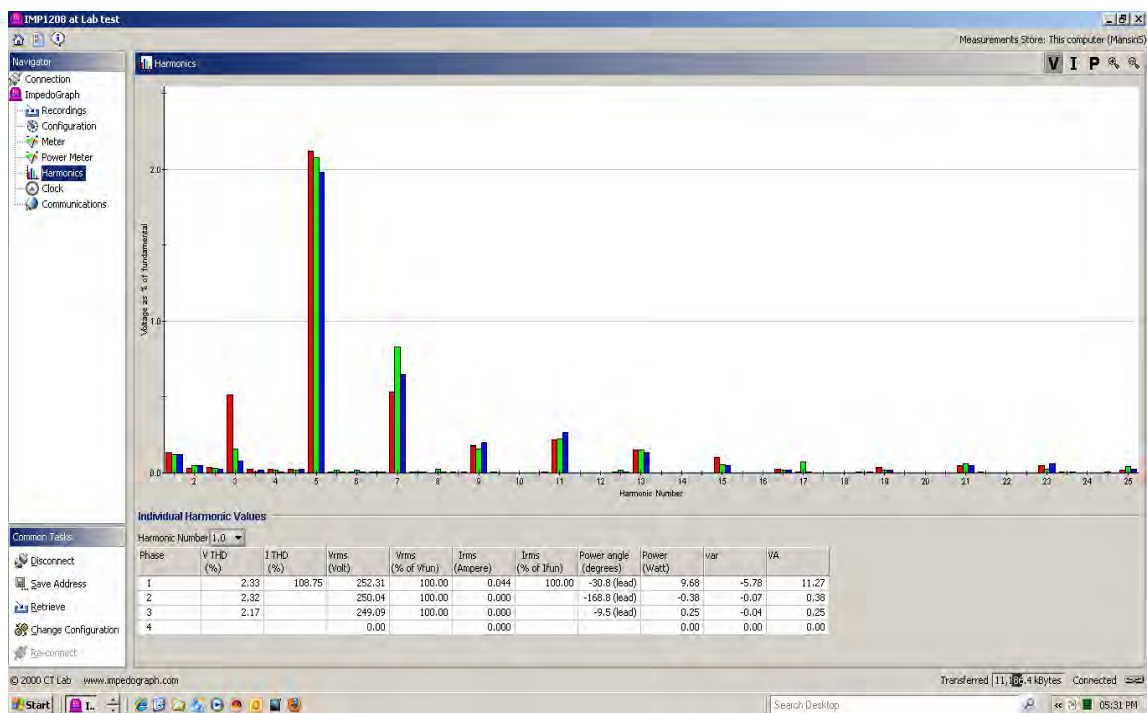 IMP1208 at Lab test
Measurements Store: This computer (MansinS)
Navigator
Connection
ImpedoGraph
Recordings
Configuration
Meter
Power Meter
Harmonics
Clock
Communications
Harmonics
V I P
Voltage as % of fundamental
2.0
1.0
0.0
2 3 4 5 6 7 8 9 10 11 12 13 14 15 16 17 18 19 20 21 22 23 24 25
Harmonic Number
Individual Harmonic Values
Harmonic Number 1.0
Phase V THD (%) I THD (%) Vrms (Volt) Vrms (% of Vfun) Irms (Ampere) Irms (% of Ifun) Power angle (degrees) Power (Watt) var VA
1 2.33 108.75 252.31 100.00 0.044 100.00 -30.8 (lead) 9.68 -5.78 11.27
2 2.32 250.04 100.00 0.000 -168.8 (lead) -0.38 -0.07 0.38
3 2.17 249.09 100.00 0.000 -9.5 (lead) 0.25 -0.04 0.25
4 0.00 0.000 0.00 0.00 0.00
Common Tasks
Disconnect
Save Address
Retrieve
Change Configuration
Re-connect
© 2000 CT Lab www.impedograph.com
Transferred kBytes Connected
Start I.. Search Desktop 05:31 PM